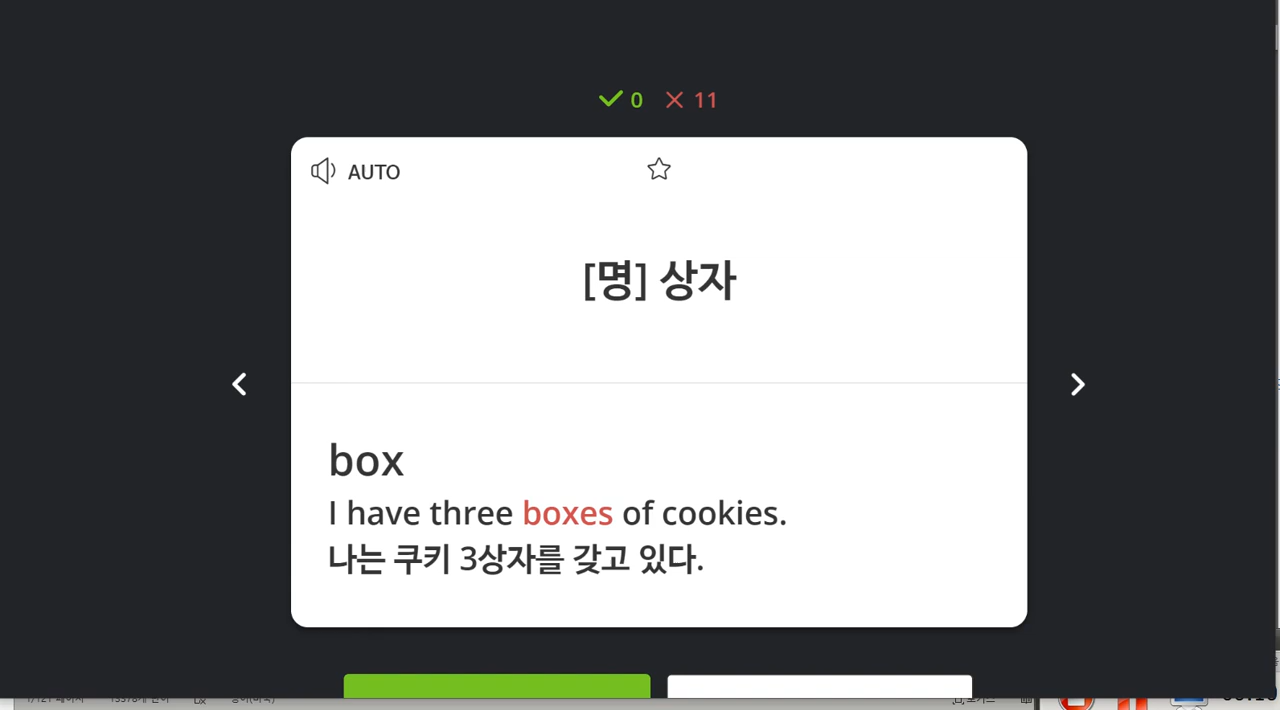 0 11
AUTO
[명] 상자
box
I have three boxes of cookies.
나는 쿠키 3상자를 갖고 있다.